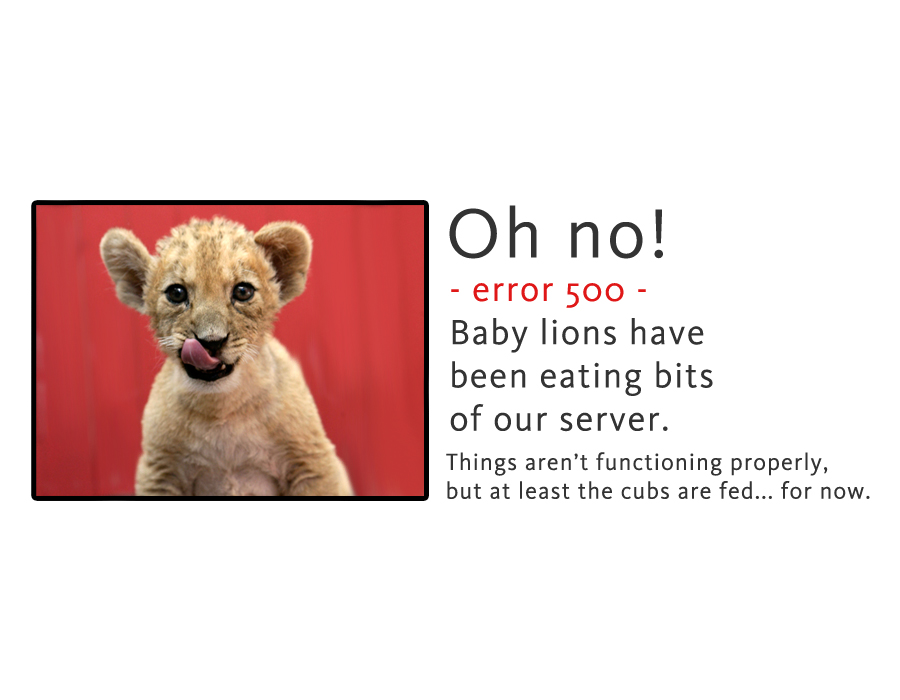 Oh no!
- error 500 -
Baby lions have
been eating bits
of our server.
Things aren’t functioning properly,
but at least the cubs are fed... for now.